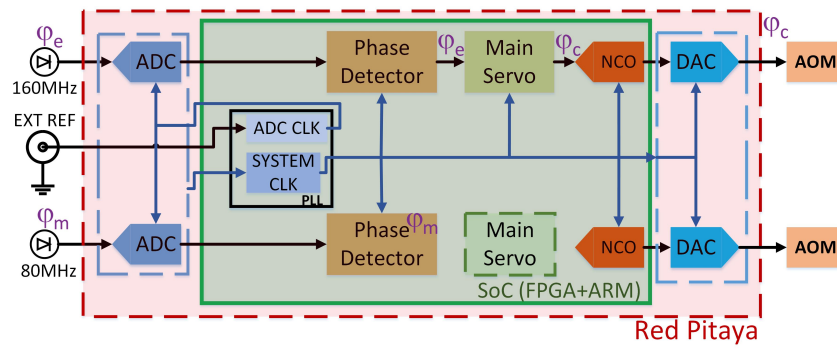 φe
φe
φc
φc
ADC
Phase
Detector
Main
Servo
NCO
DAC
AOM
160MHz
EXT REF
ADC CLK
SYSTEM
CLK
PLL
φm
φm
ADC
Phase
Detector
Main
Servo
NCO
DAC
AOM
80MHz
SoC (FPGA+ARM)
Red Pitaya